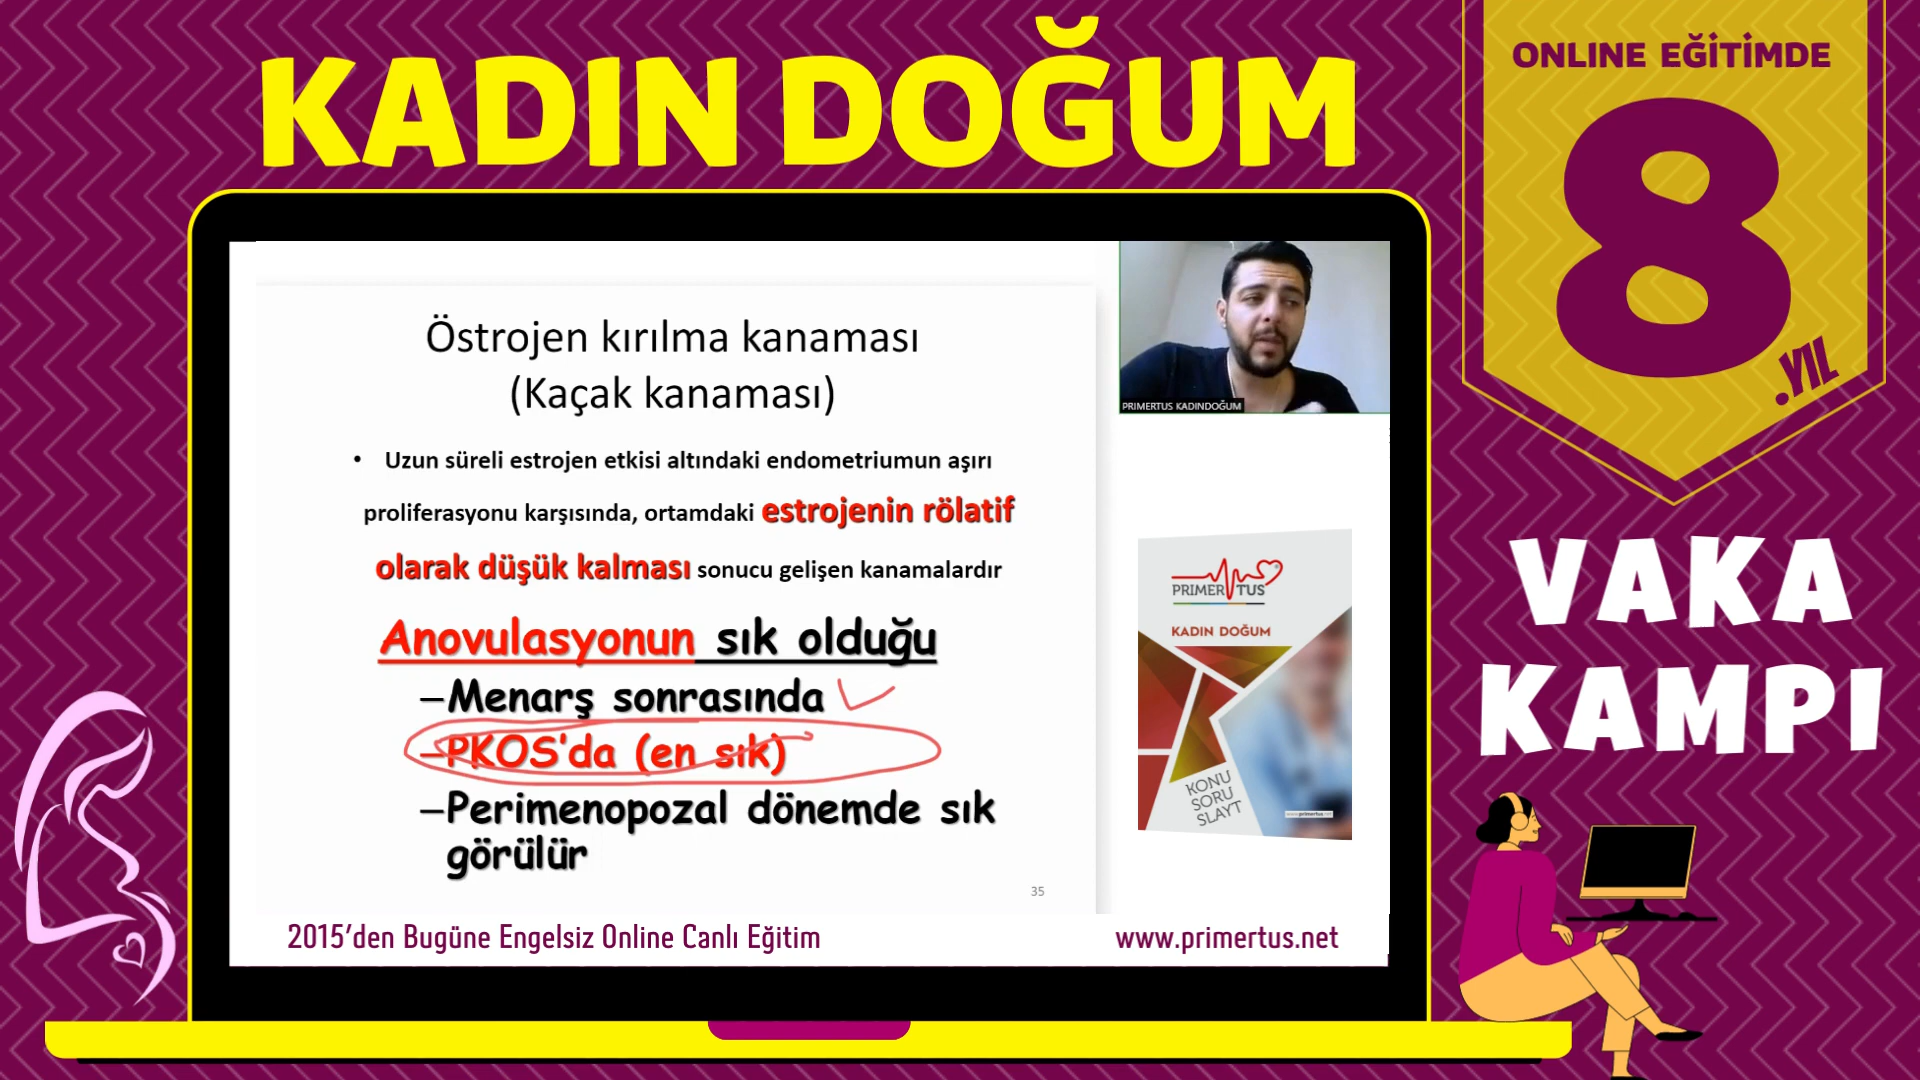 KADIN DOĞUM
ONLINE EĞİTİMDE
8
.YIL
Östrojen kırılma kanaması
(Kaçak kanaması)
• Uzun süreli estrojen etkisi altındaki endometriumun aşırı
proliferasyonu karşısında, ortamdaki estrojenin rölatif
olarak düşük kalması sonucu gelişen kanamalardır
Anovulasyonun sık olduğu
–Menarş sonrasında
–PKOS'da (en sık)
–Perimenopozal dönemde sık
görülür
35
PRIMERTUS KADINDOĞUM
PRIMER TUS
KADIN DOĞUM
KONU
SORU
SLAYT
www.primertus.net
2015'den Bugüne Engelsiz Online Canlı Eğitim
www.primertus.net
VAKA
KAMPI